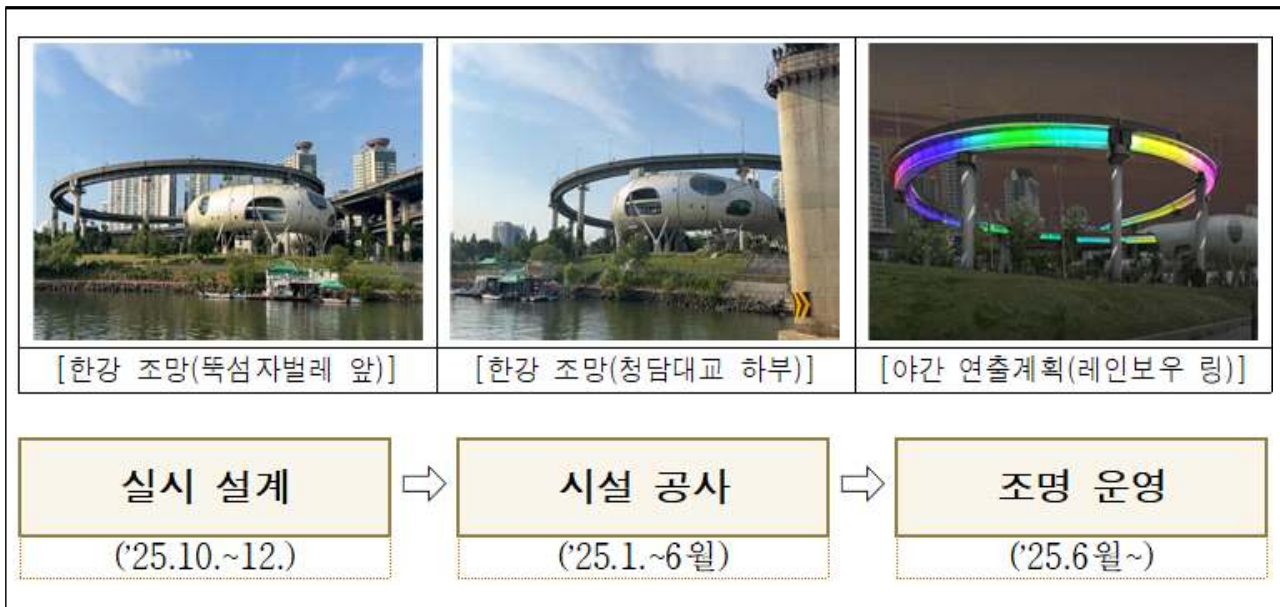 [한강 조망(뚝섬자벌레 앞)]
[한강 조망(청담대교 하부)]
[야간 연출계획(레인보우 링)]
실시 설계
⇨
시설 공사
⇨
조명 운영
('25.10.~12.)
('25.1.~6월)
('25.6월~)